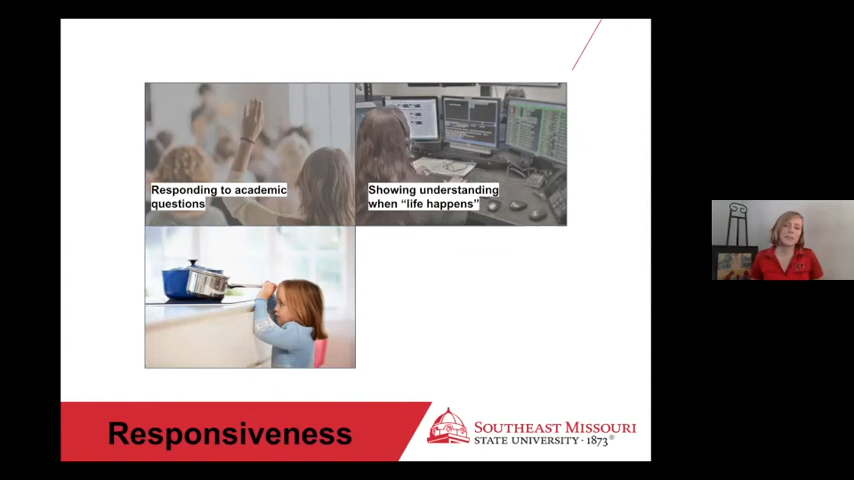 Responding to academic
questions
Showing understanding
when “life happens”
Responsiveness
SOUTHEAST MISSOURI
STATE UNIVERSITY · 1873®